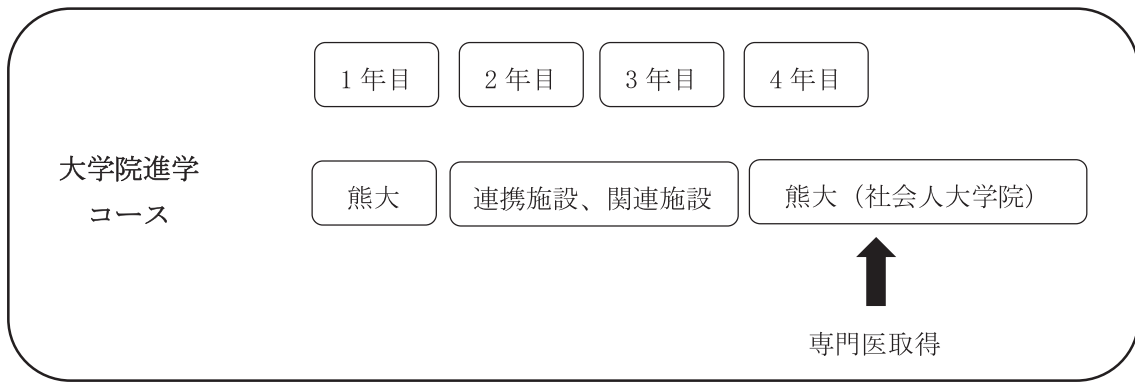 1 年目 2 年目 3 年目 4 年目
大学院進学
コース
熊大 連携施設、関連施設 熊大（社会人大学院）
専門医取得